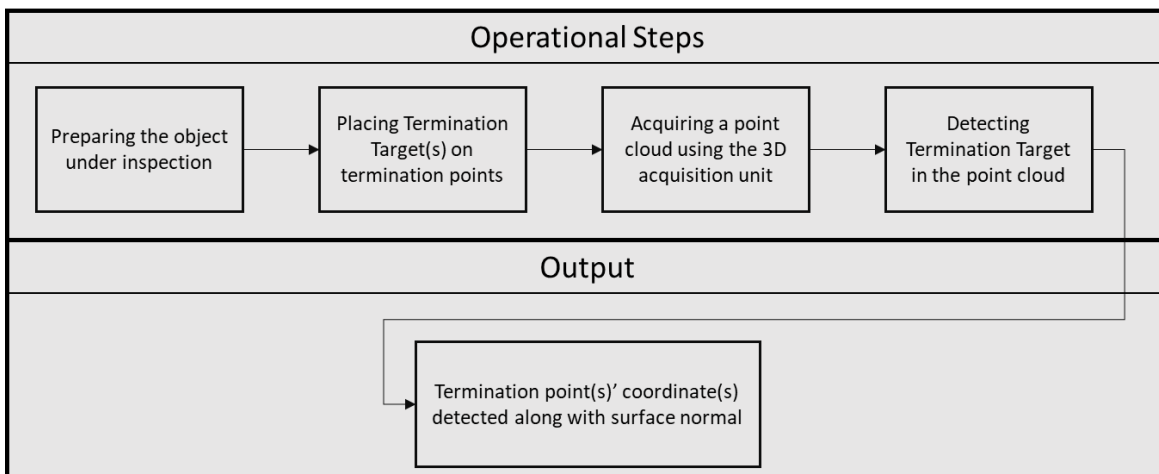 Operational Steps
Preparing the object
under inspection
Placing Termination
Target(s) on
termination points
Acquiring a point
cloud using the 3D
acquisition unit
Detecting
Termination Target
in the point cloud
Output
Termination point(s)’ coordinate(s)
detected along with surface normal